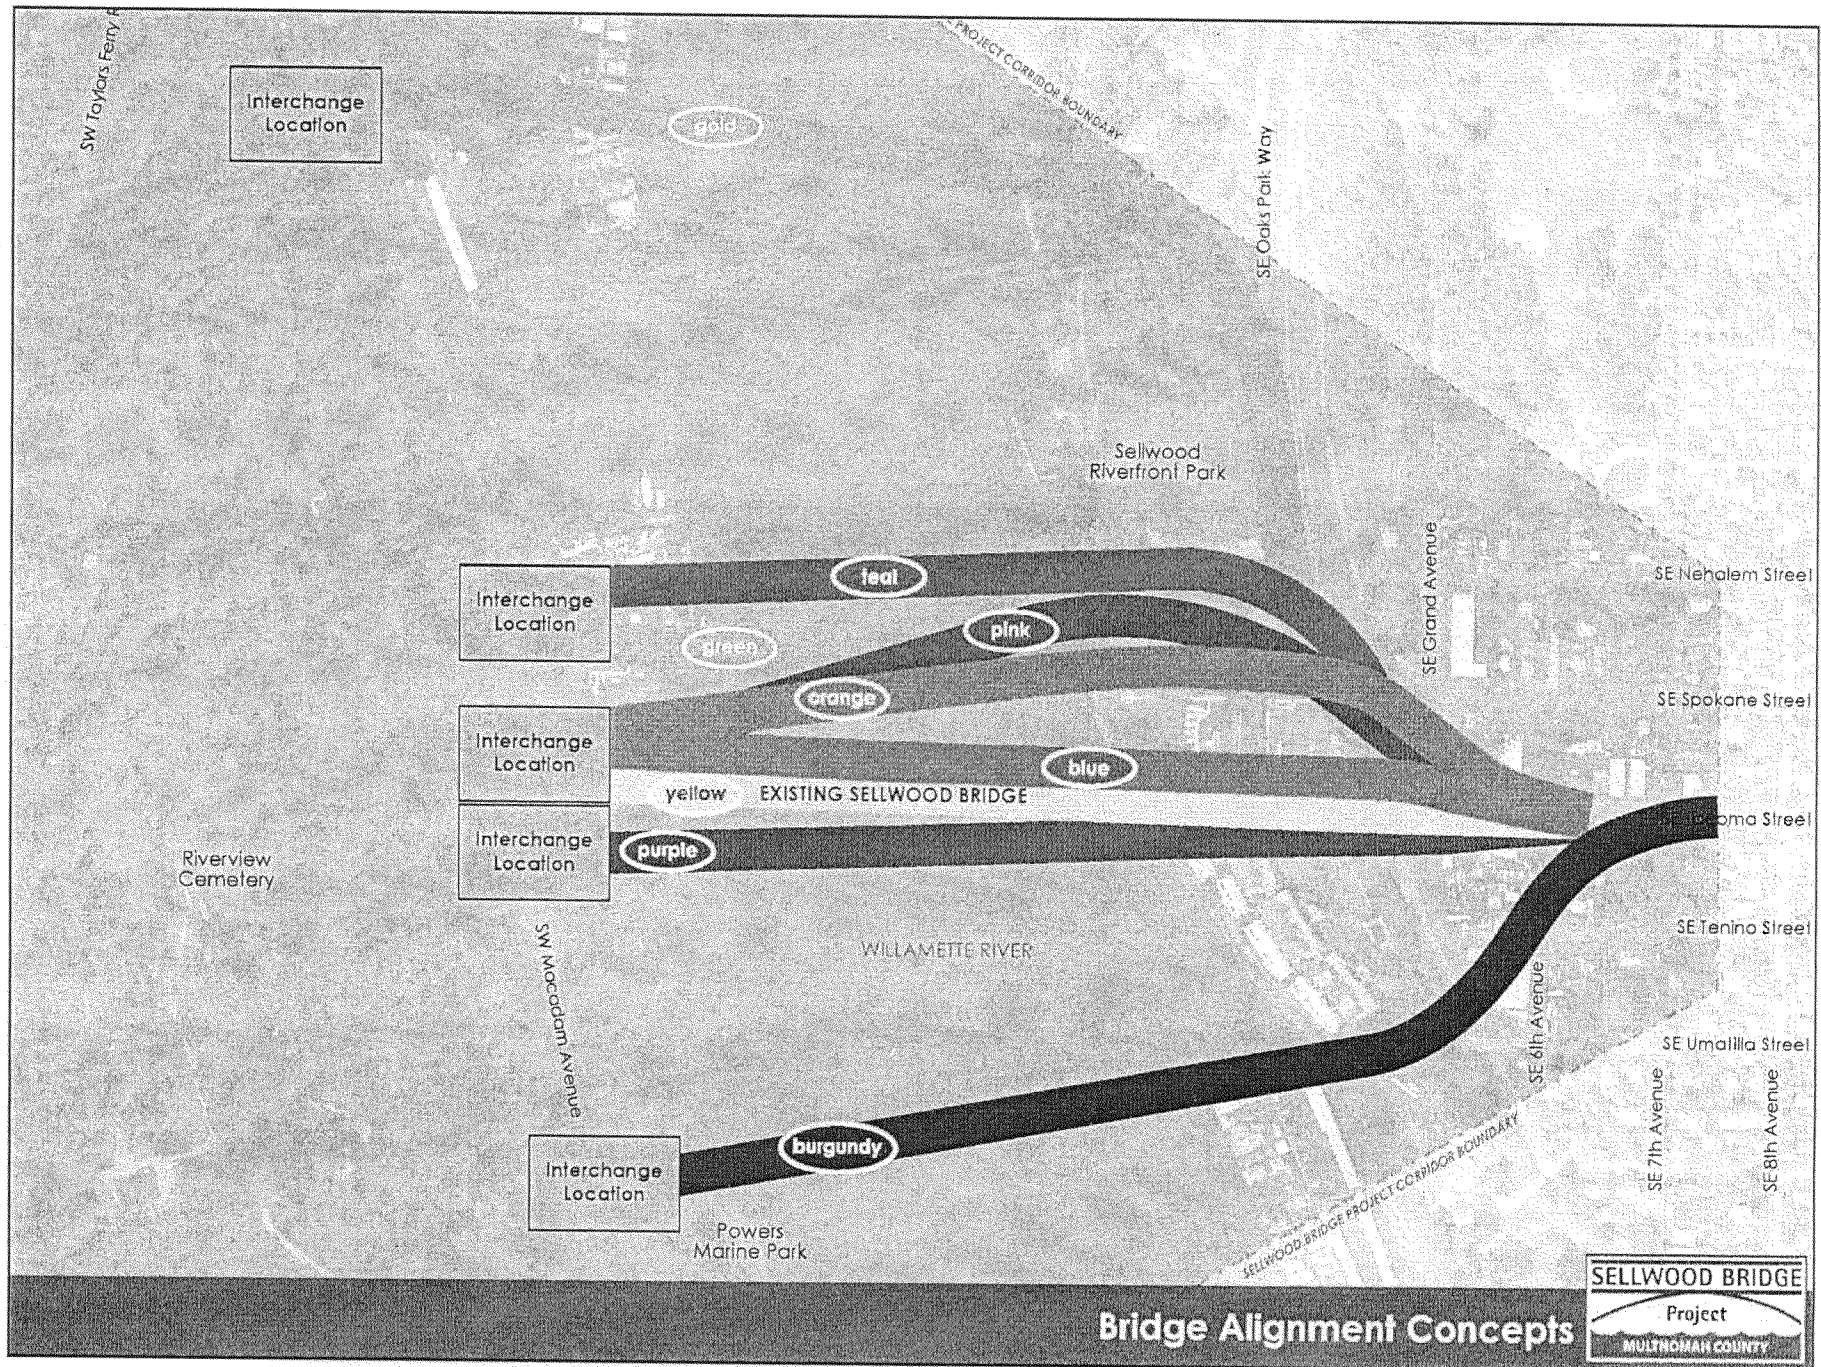 PROJECT CORRIDOR BOUNDARY
SW Taylors Ferry R
Interchange
Location
gold
SE Oaks Park Way
Sellwood
Riverfront Park
SE Grand Avenue
teal
SE Nehalem Street
Interchange
Location
pink
green
orange
SE Spokane Street
Interchange
Location
blue
yellow EXISTING SELLWOOD BRIDGE
Interchange
Location
purple
Riverview
Cemetery
SE Tenino Street
WILLAMETTE RIVER
SW Macadam Avenue
SE 6th Avenue
SE Umatilla Street
SE 7th Avenue
SE 8th Avenue
burgundy
Interchange
Location
SELLWOOD BRIDGE PROJECT CORRIDOR BOUNDARY
Powers
Marine Park
Bridge Alignment Concepts
SELLWOOD BRIDGE
Project
MULTNOMAH COUNTY